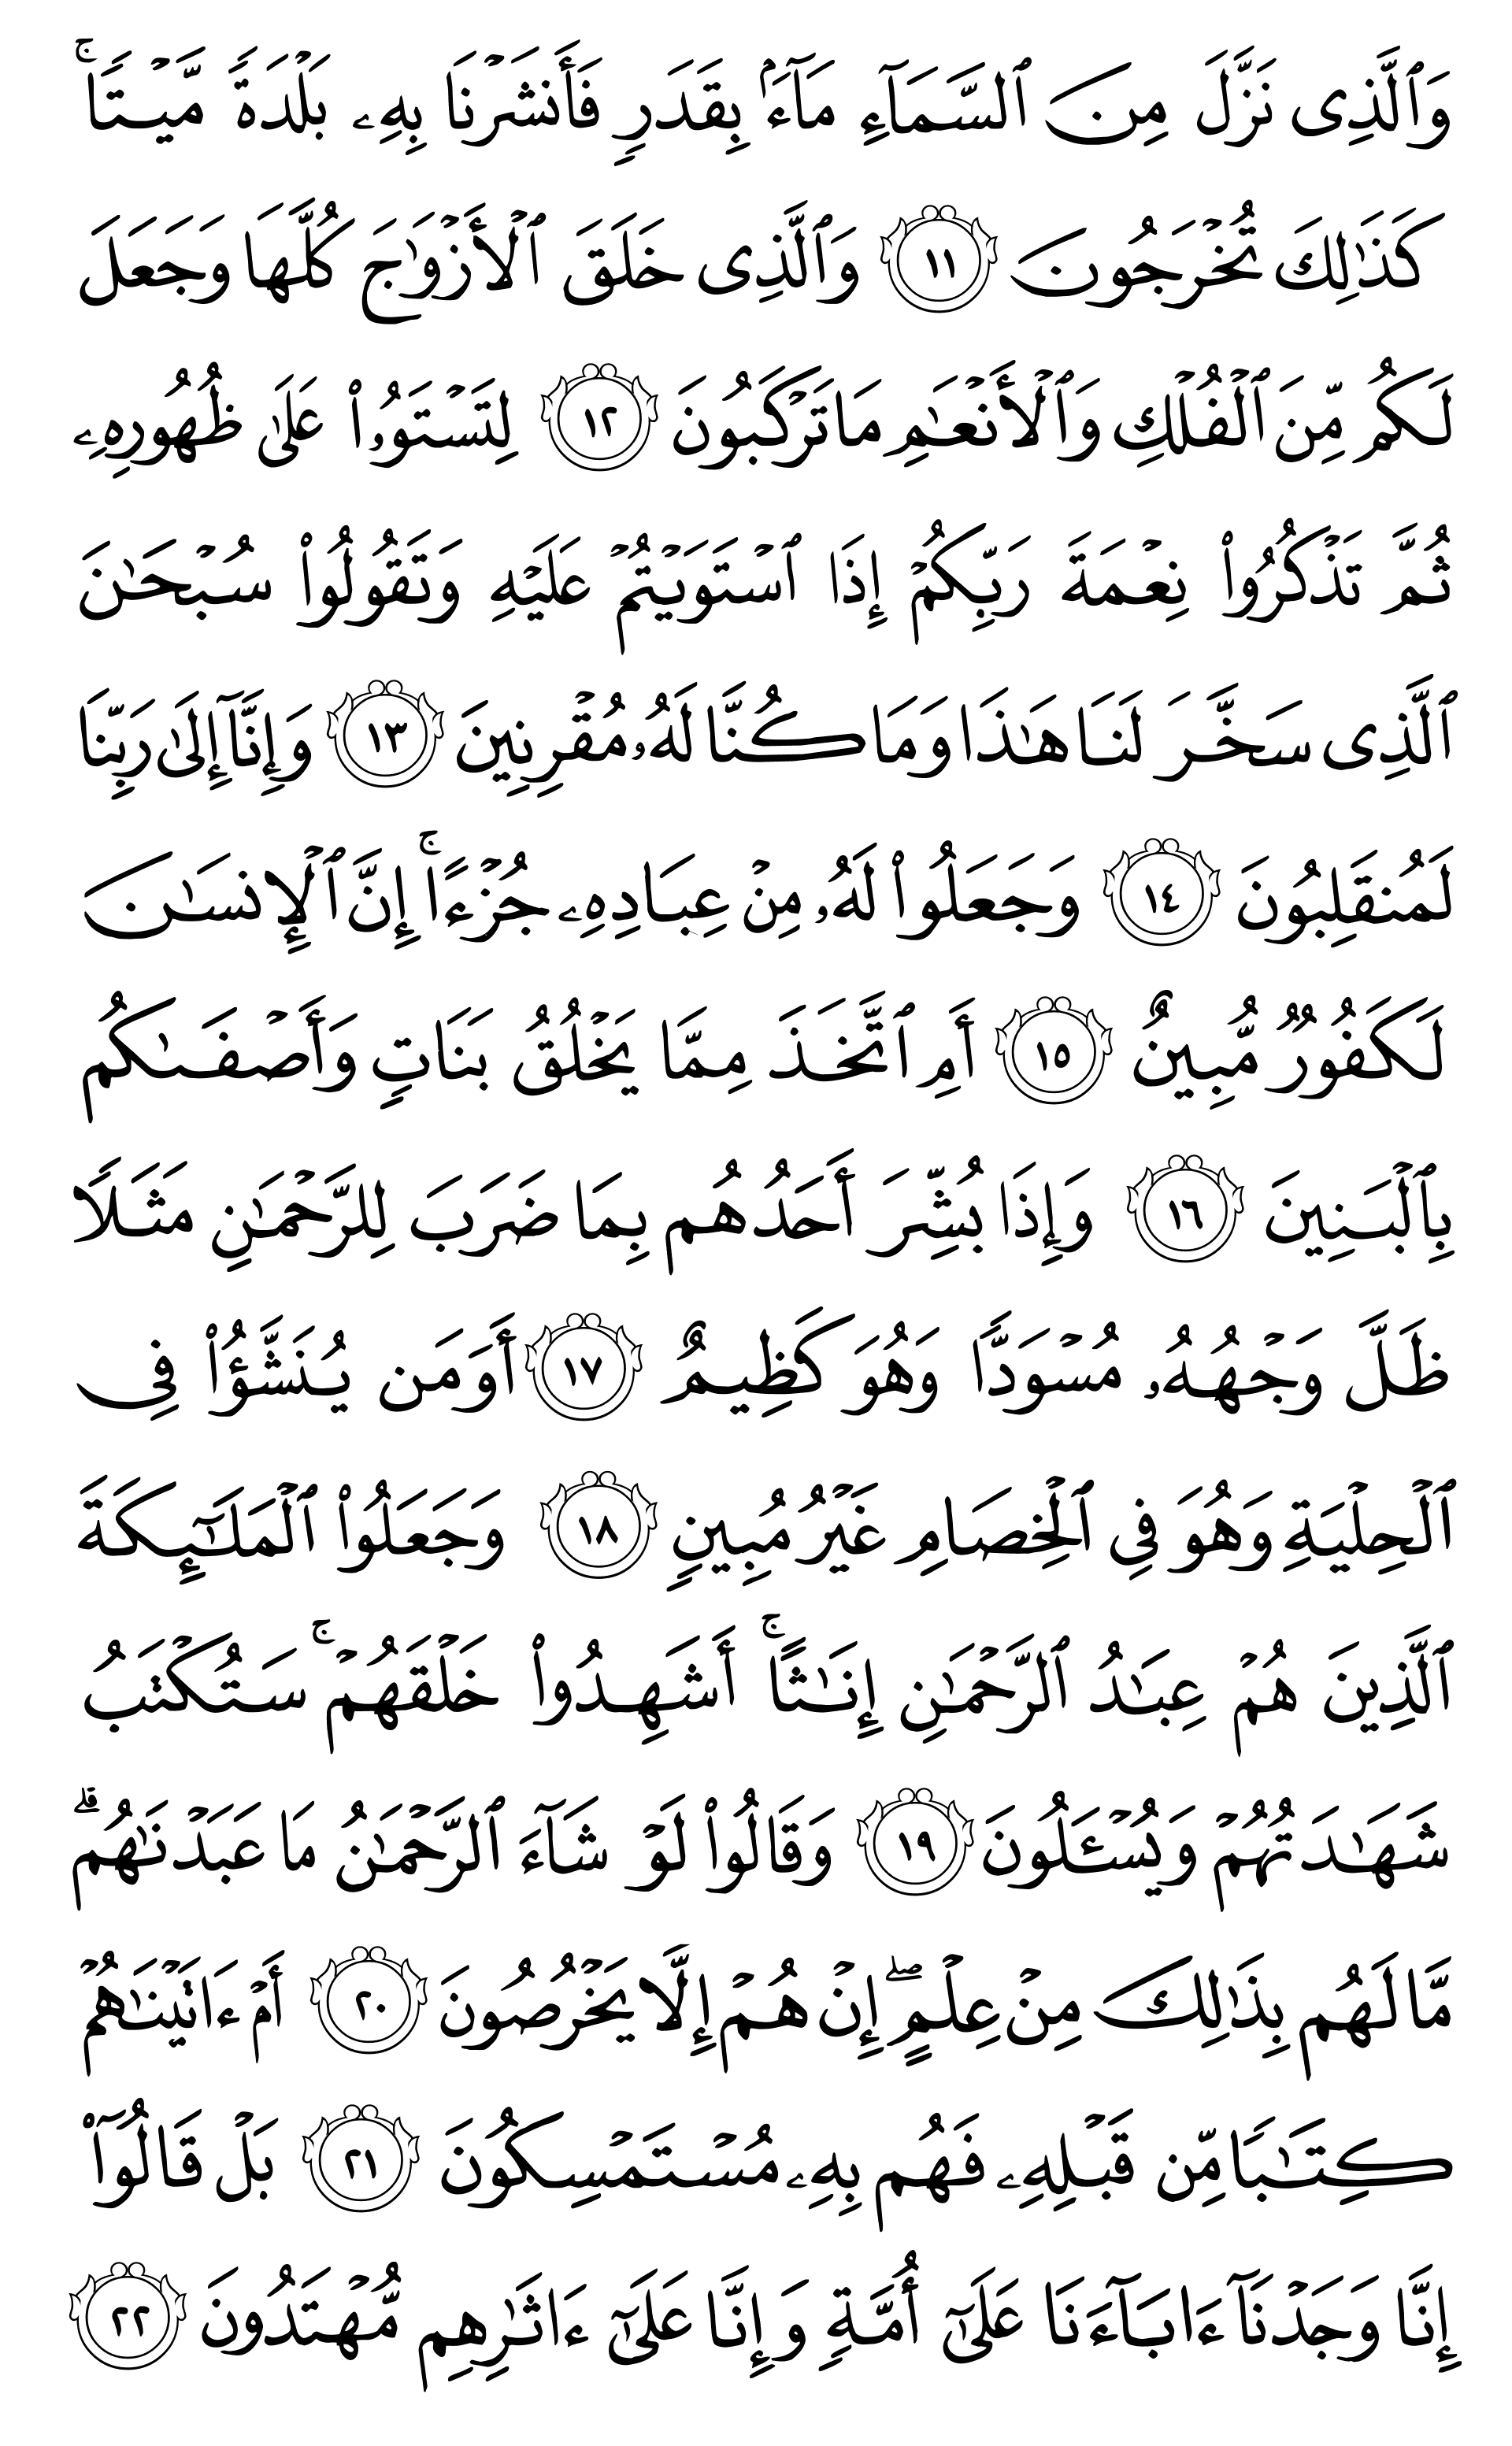 وَٱلَّذِى نَزَّلَ مِنَ ٱلسَّمَآءِ مَآءًۢ بِقَدَرٍ فَأَنشَرْنَا بِهِۦ بَلْدَةً مَّيْتًا ۚ
كَذَٰلِكَ تُخْرَجُونَ ١١ وَٱلَّذِى خَلَقَ ٱلْأَزْوَٰجَ كُلَّهَا وَجَعَلَ
لَكُم مِّنَ ٱلْفُلْكِ وَٱلْأَنْعَٰمِ مَا تَرْكَبُونَ ١٢ لِتَسْتَوُۥا۟ عَلَىٰ ظُهُورِهِۦ
ثُمَّ تَذْكُرُوا۟ نِعْمَةَ رَبِّكُمْ إِذَا ٱسْتَوَيْتُمْ عَلَيْهِ وَتَقُولُوا۟ سُبْحَٰنَ
ٱلَّذِى سَخَّرَ لَنَا هَٰذَا وَمَا كُنَّا لَهُۥ مُقْرِنِينَ ١٣ وَإِنَّآ إِلَىٰ رَبِّنَا
لَمُنقَلِبُونَ ١٤ وَجَعَلُوا۟ لَهُۥ مِنْ عِبَادِهِۦ جُزْءًا ۚ إِنَّ ٱلْإِنسَٰنَ
لَكَفُورٌ مُّبِينٌ ١٥ أَمِ ٱتَّخَذَ مِمَّا يَخْلُقُ بَنَاتٍ وَأَصْفَىٰكُم
بِٱلْبَنِينَ ١٦ وَإِذَا بُشِّرَ أَحَدُهُم بِمَا ضَرَبَ لِلرَّحْمَٰنِ مَثَلًا
ظَلَّ وَجْهُهُۥ مُسْوَدًّا وَهُوَ كَظِيمٌ ١٧ أَوَمَن يُنَشَّؤُا۟ فِى
ٱلْحِلْيَةِ وَهُوَ فِى ٱلْخِصَامِ غَيْرُ مُبِينٍ ١٨ وَجَعَلُوا۟ ٱلْمَلَٰٓئِكَةَ
ٱلَّذِينَ هُمْ عِبَٰدُ ٱلرَّحْمَٰنِ إِنَٰثًا ۚ أَشَهِدُوا۟ خَلْقَهُمْ ۚ سَتُكْتَبُ
شَهَٰدَتُهُمْ وَيُسْـَٔلُونَ ١٩ وَقَالُوا۟ لَوْ شَآءَ ٱلرَّحْمَٰنُ مَا عَبَدْنَٰهُم ۗ
مَّا لَهُم بِذَٰلِكَ مِنْ عِلْمٍ ۖ إِنْ هُمْ إِلَّا يَخْرُصُونَ ٢٠ أَمْ ءَاتَيْنَٰهُمْ
كِتَٰبًا مِّن قَبْلِهِۦ فَهُم بِهِۦ مُسْتَمْسِكُونَ ٢١ بَلْ قَالُوٓا۟
إِنَّا وَجَدْنَآ ءَابَآءَنَا عَلَىٰٓ أُمَّةٍ وَإِنَّا عَلَىٰٓ ءَاثَٰرِهِم مُّهْتَدُونَ ٢٢